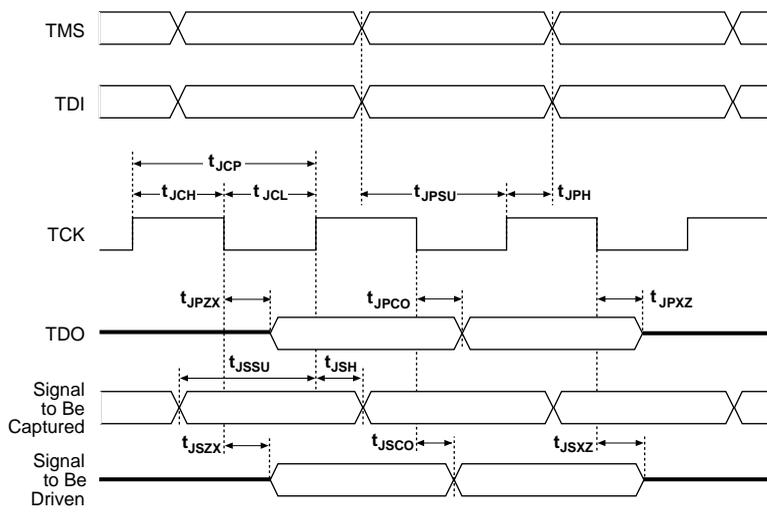 TMS
TDI
tJCP
tJCH
tJCL
tJPSU
tJPH
TCK
tJPZX
tJPCO
tJPXZ
TDO
tJSSU
tJSH
Signal
to Be
Captured
tJSZX
tJSCO
tJSXZ
Signal
to Be
Driven